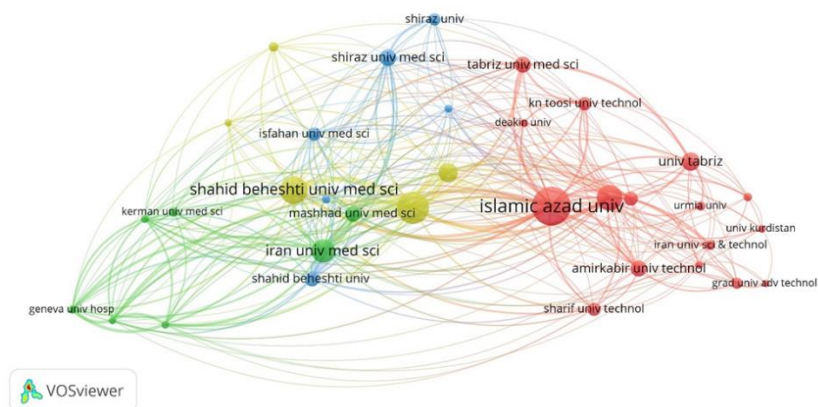 shiraz univ
shiraz univ med sci
tabriz univ med sci
kn toosi univ technol
deakin univ
isfahan univ med sci
univ tabriz
shahid beheshti univ med sci
islamic azad univ
urmia univ
kerman univ med sci
mashhad univ med sci
univ kurdistan
iran univ med sci
iran univ sci & technol
amirkabir univ technol
shahid beheshti univ
grad univ adv technol
geneva univ hosp
sharif univ technol
VOSviewer